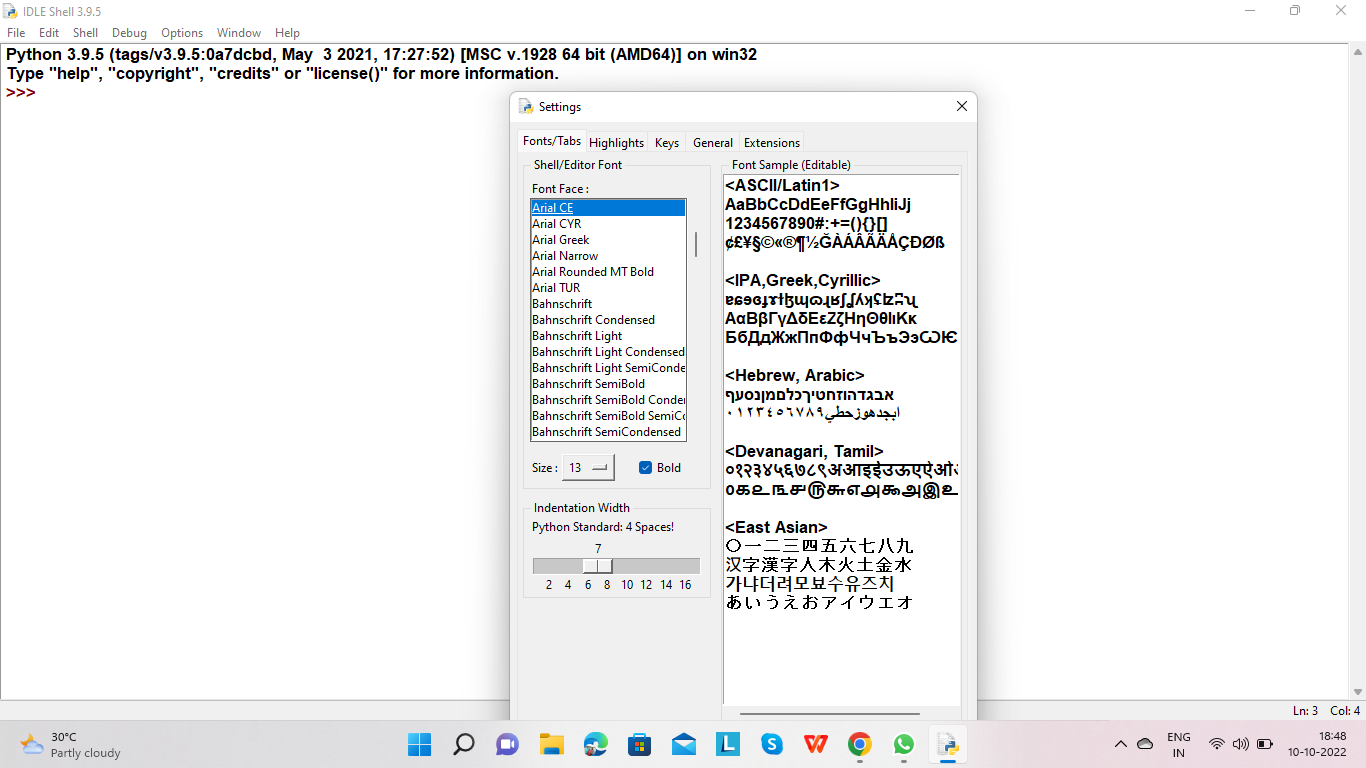 IDLE Shell 3.9.5
File Edit Shell Debug Options Window Help
Python 3.9.5 (tags/v3.9.5:0a7dcbd, May  3 2021, 17:27:52) [MSC v.1928 64 bit (AMD64)] on win32
Type "help", "copyright", "credits" or "license()" for more information.
>>>
Settings
Fonts/Tabs Highlights Keys General Extensions
Shell/Editor Font
Font Face :
Arial CE
Arial CYR
Arial Greek
Arial Narrow
Arial Rounded MT Bold
Arial TUR
Bahnschrift
Bahnschrift Condensed
Bahnschrift Light
Bahnschrift Light Condensed
Bahnschrift Light SemiConde
Bahnschrift SemiBold
Bahnschrift SemiBold Conde
Bahnschrift SemiBold SemiCo
Bahnschrift SemiCondensed
Size : 13 Bold
Indentation Width
Python Standard: 4 Spaces!
7
2 4 6 8 10 12 14 16
Font Sample (Editable)
<ASCII/Latin1>
AaBbCcDdEeFfGgHhIiJj
1234567890#:+=(){}[]
¢£¥§©«®¶½ĞÀÁÂÃÄÅÇÐØß
<IPA,Greek,Cyrillic>
ΑαΒβΓγΔδΕεΖζΗηΘθΙιΚκ
БбДдЖжПпФфЧчЪъЭэѠѤ
<Hebrew, Arabic>
אבגדהוזחטיךכלםמןנסעף
ابجدهوزحطي٠١٢٣٤٥٦٧٨٩
<Devanagari, Tamil>
०१२३४५६७८९अआइईउऊएऐओ
௦௧௨௩௪௫௬௭௮௯அஇஉ
<East Asian>
〇一二三四五六七八九
汉字漢字人木火土金水
가냐더려모뵤수유즈치
あいうえおアイウエオ
Ln: 3 Col: 4
30°C
Partly cloudy
ENG
IN
18:48
10-10-2022